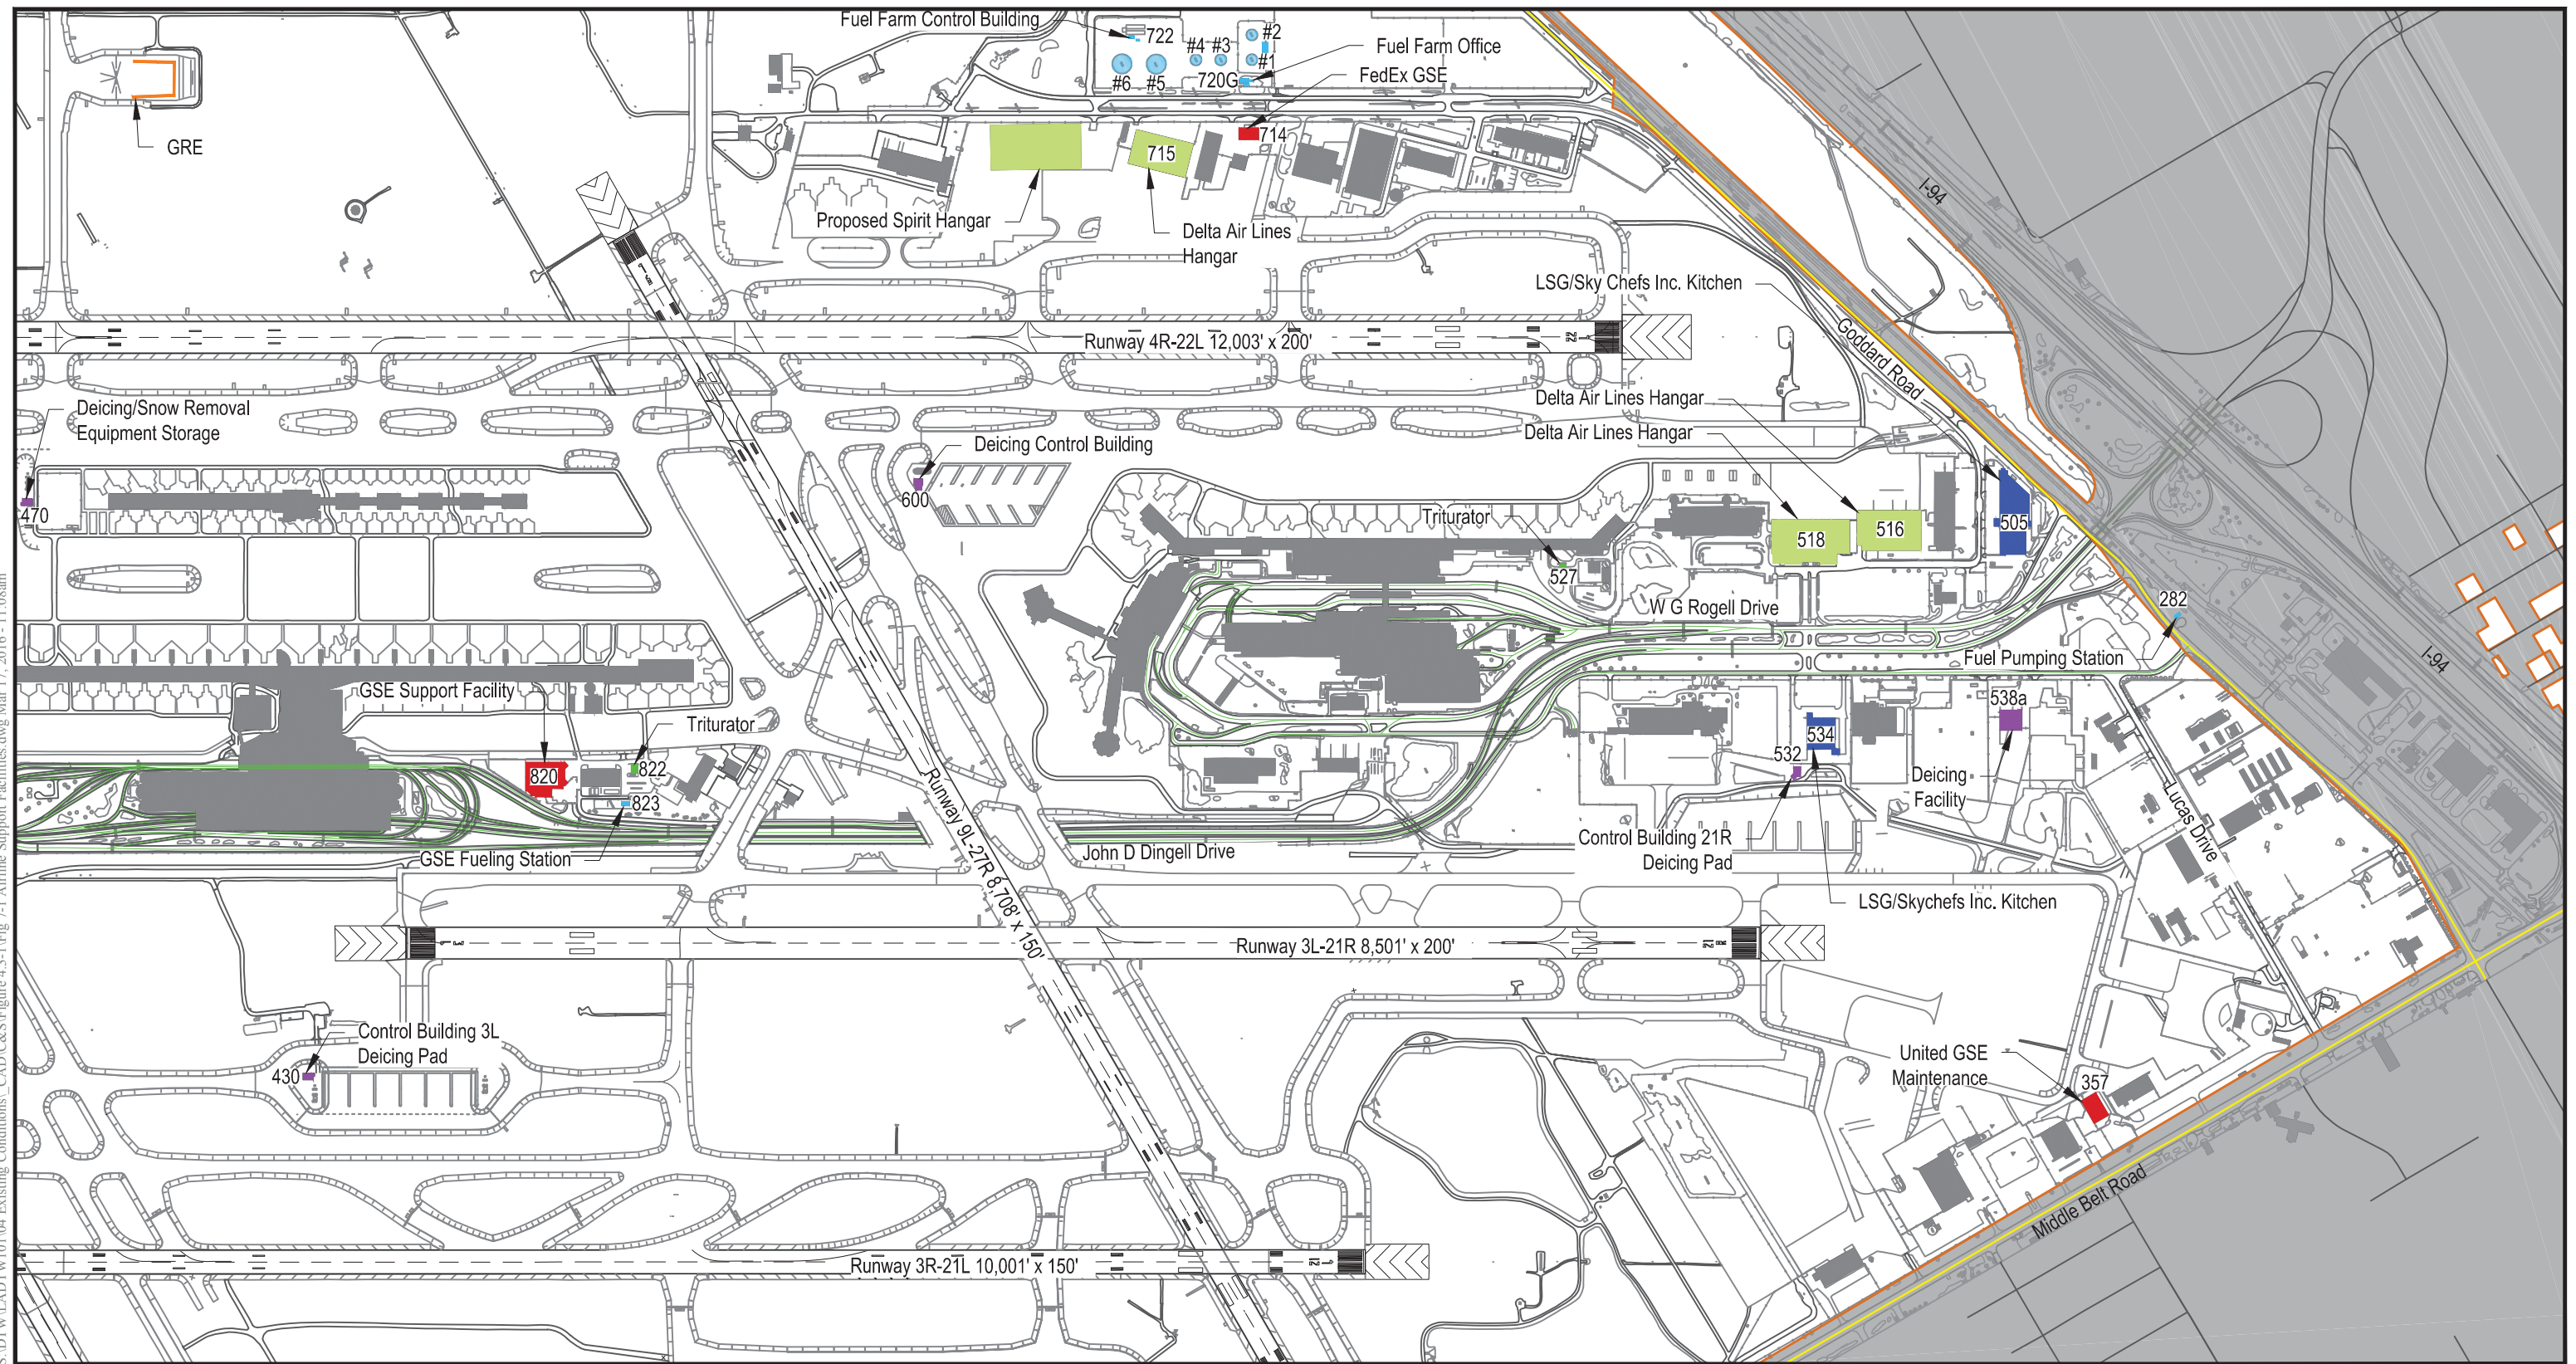 Fuel Farm Control Building
722
#2
#4 #3
#1
Fuel Farm Office
#6 #5
720G
FedEx GSE
714
GRE
715
Proposed Spirit Hangar
Delta Air Lines
Hangar
I-94
LSG/Sky Chefs Inc. Kitchen
Runway 4R-22L 12,003' x 200'
Goddard Road
Deicing/Snow Removal
Equipment Storage
470
Deicing Control Building
600
Delta Air Lines Hangar
Delta Air Lines Hangar
Triturator
527
518
516
505
W G Rogell Drive
282
Fuel Pumping Station
I-94
GSE Support Facility
Triturator
820
822
823
GSE Fueling Station
538a
534
532
Deicing
Facility
Control Building 21R
Deicing Pad
Lucas Drive
LSG/Skychefs Inc. Kitchen
John D Dingell Drive
Runway 9L-27R 8,708' x 150'
Runway 3L-21R 8,501' x 200'
Control Building 3L
Deicing Pad
430
United GSE
Maintenance
357
Middle Belt Road
Runway 3R-21L 10,001' x 150'